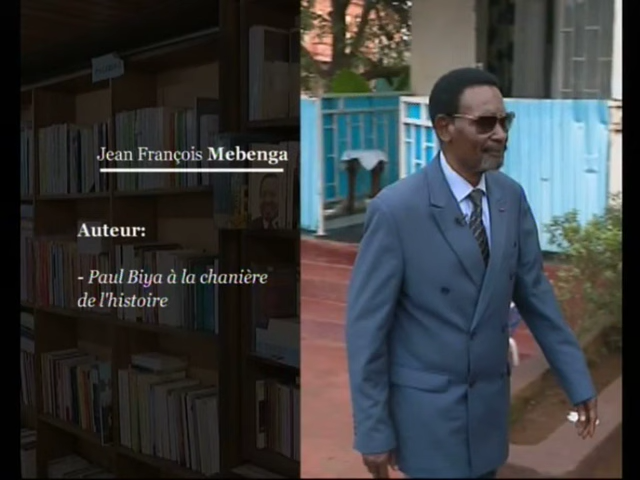 Jean François Mebenga
Auteur:
- Paul Biya à la chanière
de l'histoire